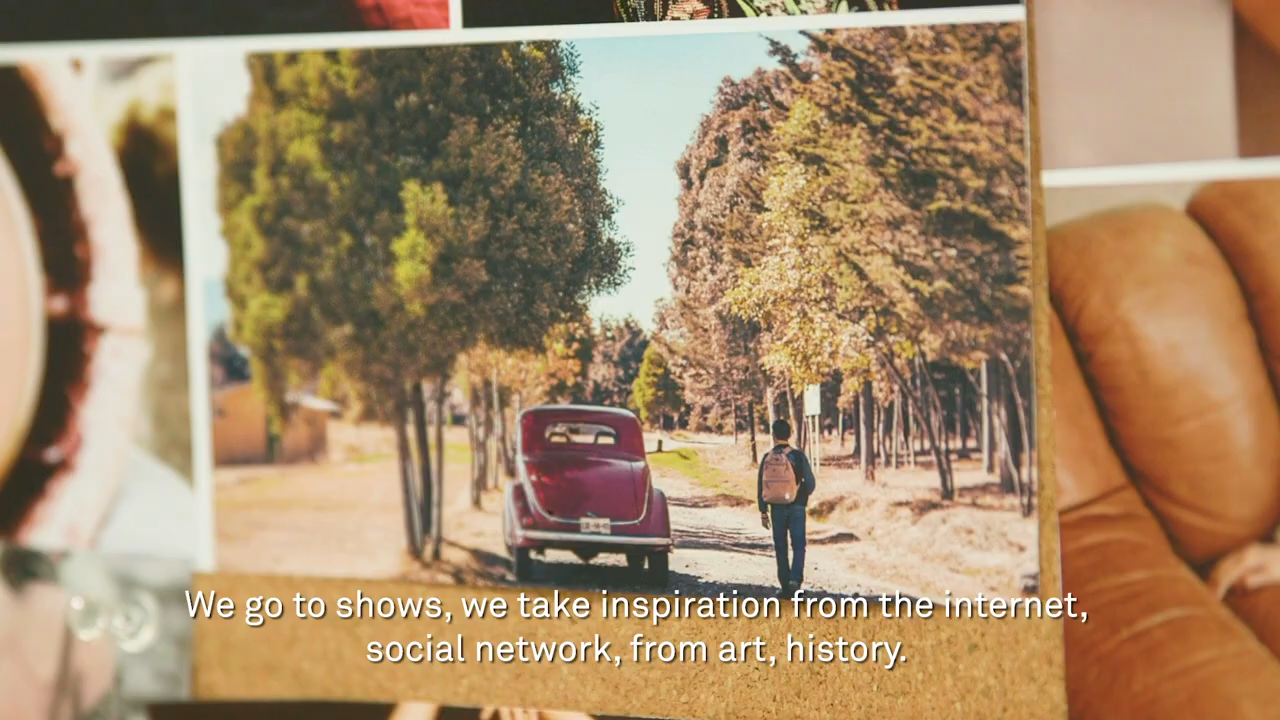 We go to shows, we take inspiration from the internet,
social network, from art, history.